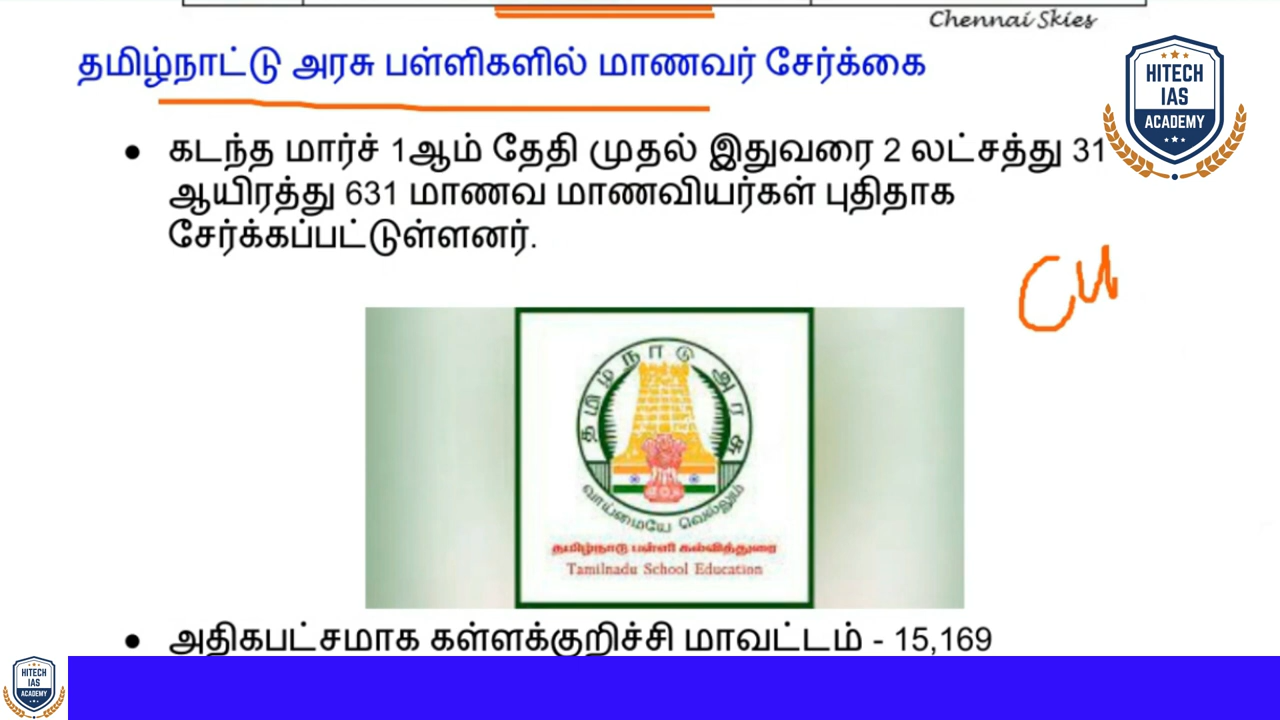 Chennai Skies
தமிழ்நாட்டு அரசு பள்ளிகளில் மாணவர் சேர்க்கை
HITECH
IAS
ACADEMY
• கடந்த மார்ச் 1ஆம் தேதி முதல் இதுவரை 2 லட்சத்து 31
ஆயிரத்து 631 மாணவ மாணவியர்கள் புதிதாக
சேர்க்கப்பட்டுள்ளனர்.
தமிழ் நாடு அரசு
வாய்மையே வெல்லும்
தமிழ்நாடு பள்ளி கல்வித்துறை
Tamilnadu School Education
• அதிகபட்சமாக கள்ளக்குறிச்சி மாவட்டம் - 15,169
HITECH
IAS
ACADEMY